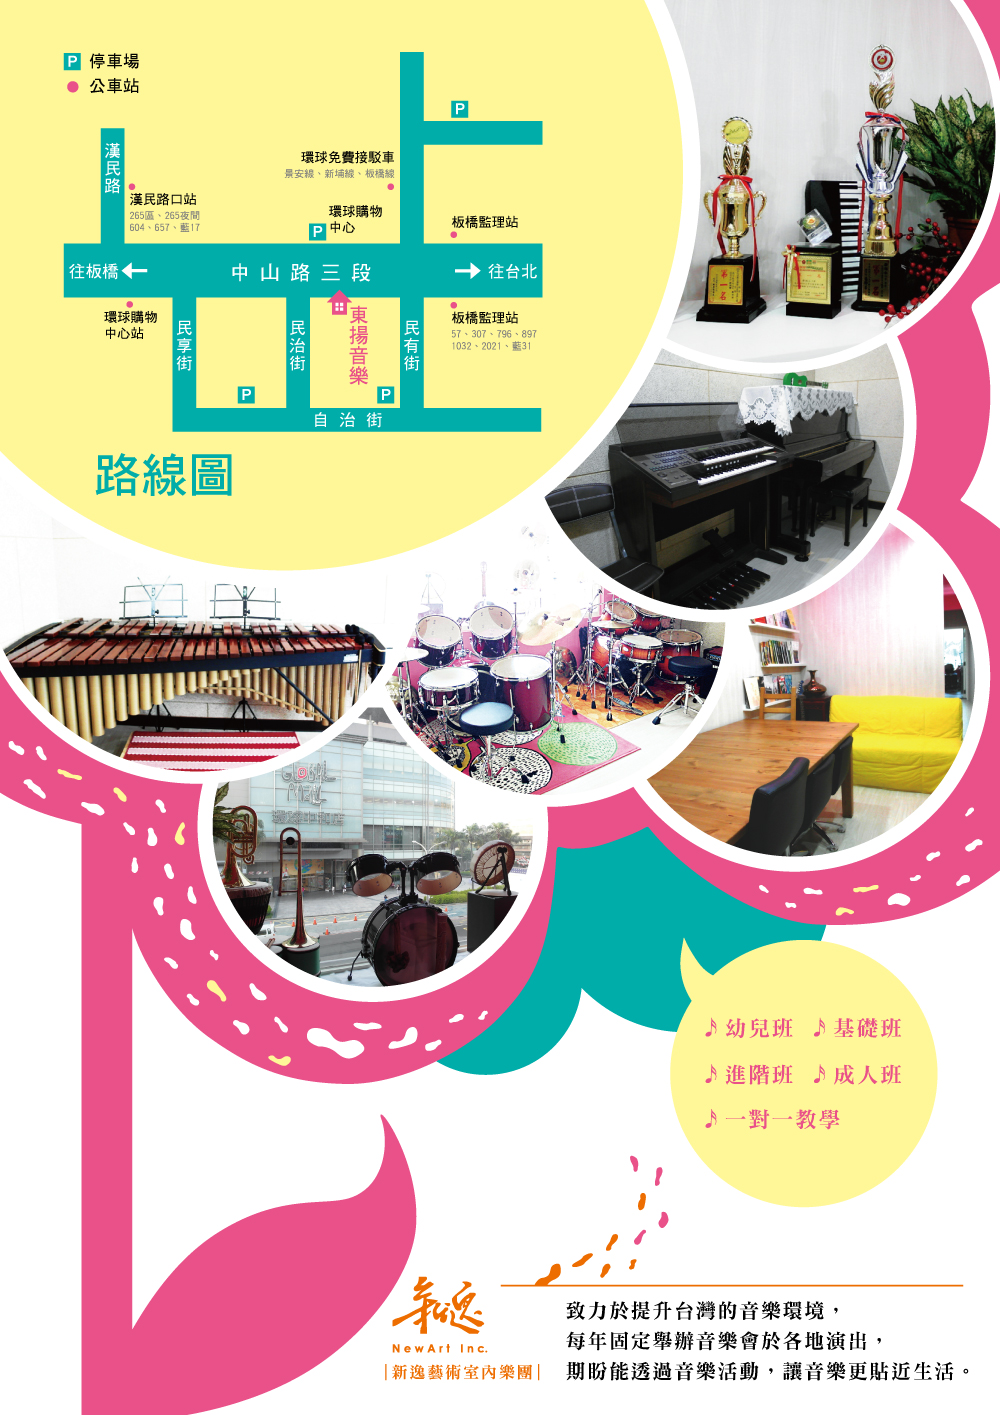 P 停車場
公車站
P
漢民路
環球免費接駁車
景安線、新埔線、板橋線
漢民路口站
265區、265夜間
604、657、藍17
環球購物
P 中心
板橋監理站
往板橋
中山路三段
往台北
環球購物
中心站
民享街
民治街
東揚音樂
民有街
板橋監理站
57、307、796、897
1032、2021、藍31
P
P
自治街
路線圖
第一名
GLOBAL
MALL
♪幼兒班 ♪基礎班
♪進階班 ♪成人班
♪一對一教學
新逸
NewArt Inc.
|新逸藝術室內樂團|
致力於提升台灣的音樂環境，
每年固定舉辦音樂會於各地演出，
期盼能透過音樂活動，讓音樂更貼近生活。